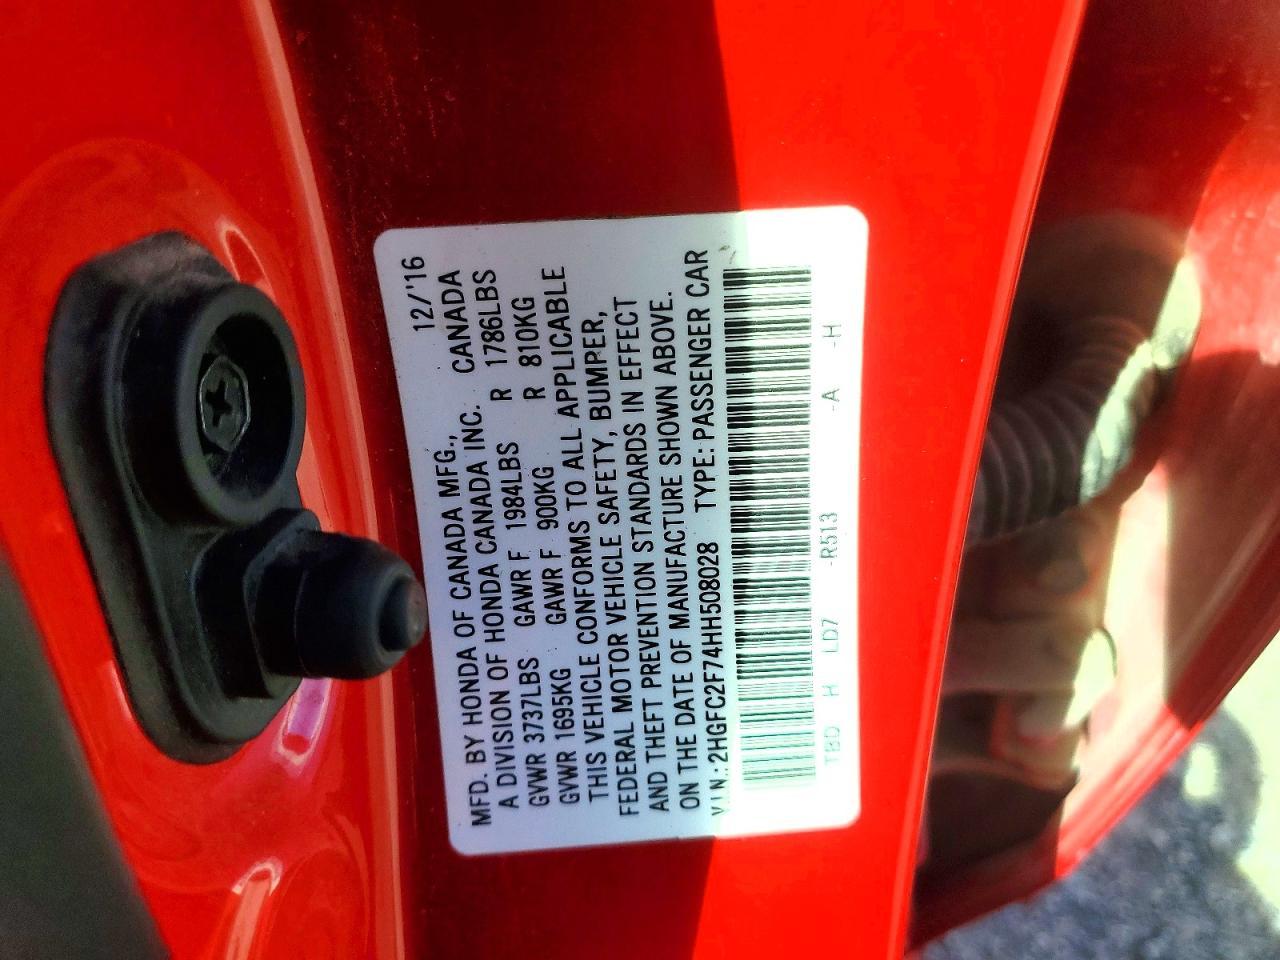 MFD. BY HONDA OF CANADA MFG., 12/'16
A DIVISION OF HONDA CANADA INC. CANADA
GVWR 3737LBS GAWR F 1984LBS R 1786LBS
GVWR 1695KG GAWR F 900KG R 810KG
THIS VEHICLE CONFORMS TO ALL APPLICABLE
FEDERAL MOTOR VEHICLE SAFETY, BUMPER,
AND THEFT PREVENTION STANDARDS IN EFFECT
ON THE DATE OF MANUFACTURE SHOWN ABOVE.
V.I.N.:2HGFC2F74HH508028 TYPE:PASSENGER CAR
TBD H LD7 -R513 -A -H